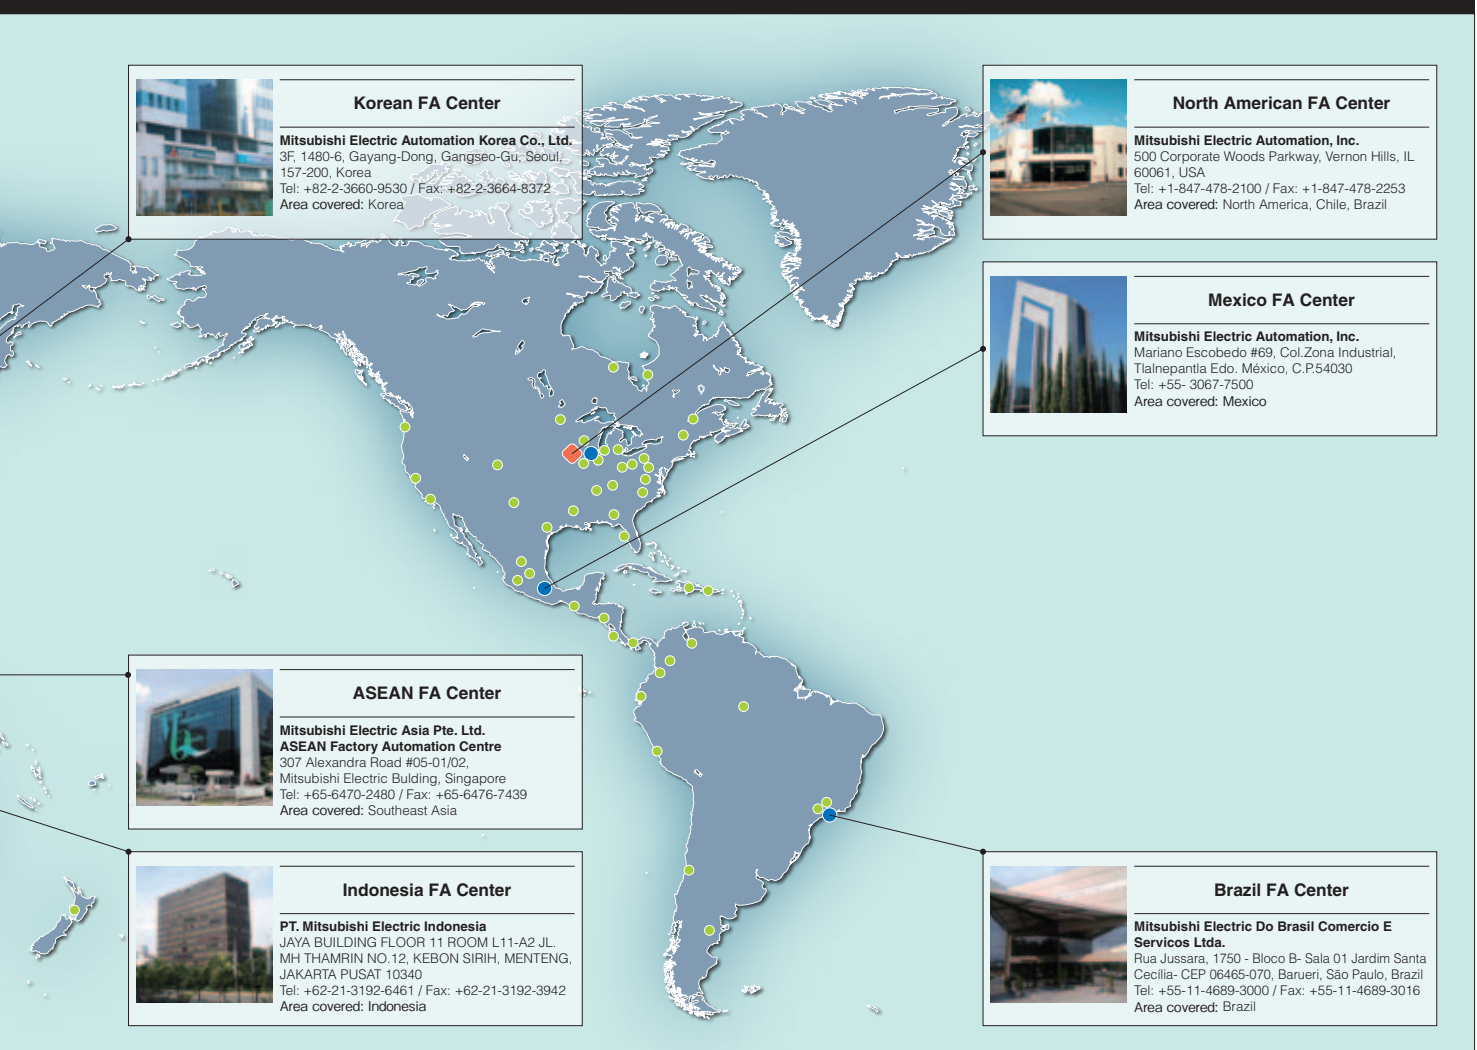 Korean FA Center
Mitsubishi Electric Automation Korea Co., Ltd.
3F, 1480-6, Gayang-Dong, Gangseo-Gu, Seoul,
157-200, Korea
Tel: +82-2-3660-9530 / Fax: +82-2-3664-8372
Area covered: Korea
North American FA Center
Mitsubishi Electric Automation, Inc.
500 Corporate Woods Parkway, Vernon Hills, IL
60061, USA
Tel: +1-847-478-2100 / Fax: +1-847-478-2253
Area covered: North America, Chile, Brazil
Mexico FA Center
Mitsubishi Electric Automation, Inc.
Mariano Escobedo #69, Col.Zona Industrial,
Tlalnepantla Edo. México, C.P.54030
Tel: +55- 3067-7500
Area covered: Mexico
ASEAN FA Center
Mitsubishi Electric Asia Pte. Ltd.
ASEAN Factory Automation Centre
307 Alexandra Road #05-01/02,
Mitsubishi Electric Bulding, Singapore
Tel: +65-6470-2480 / Fax: +65-6476-7439
Area covered: Southeast Asia
Indonesia FA Center
PT. Mitsubishi Electric Indonesia
JAYA BUILDING FLOOR 11 ROOM L11-A2 JL.
MH THAMRIN NO.12, KEBON SIRIH, MENTENG,
JAKARTA PUSAT 10340
Tel: +62-21-3192-6461 / Fax: +62-21-3192-3942
Area covered: Indonesia
Brazil FA Center
Mitsubishi Electric Do Brasil Comercio E
Servicos Ltda.
Rua Jussara, 1750 - Bloco B- Sala 01 Jardim Santa
Cecília- CEP 06465-070, Barueri, São Paulo, Brazil
Tel: +55-11-4689-3000 / Fax: +55-11-4689-3016
Area covered: Brazil